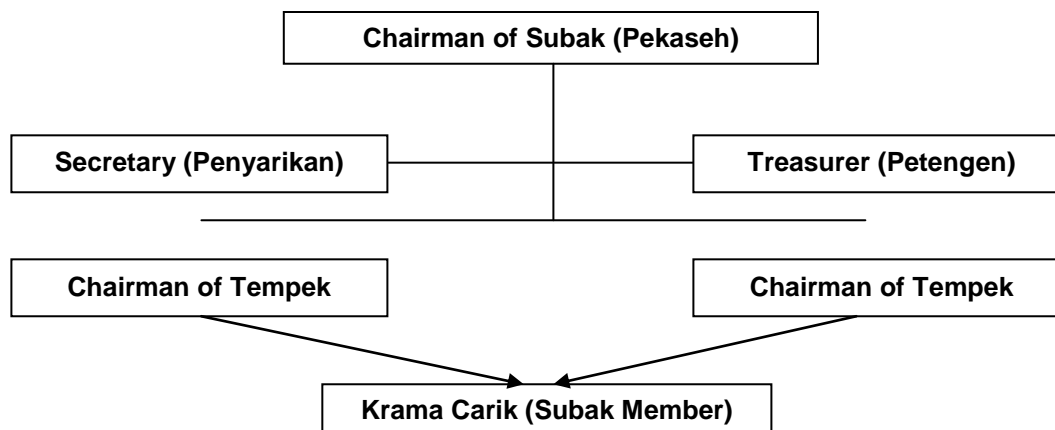 Chairman of Subak (Pekaseh)
Secretary (Penyarikan)
Treasurer (Petengen)
Chairman of Tempek
Chairman of Tempek
Krama Carik (Subak Member)